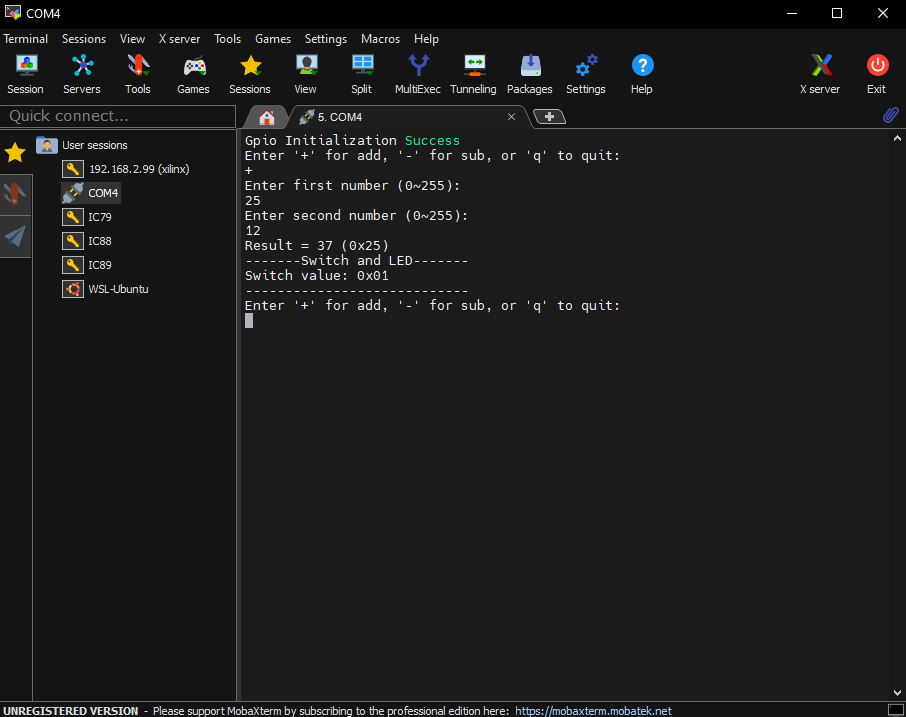 COM4
Terminal Sessions View X server Tools Games Settings Macros Help
Session Servers Tools Games Sessions View Split MultiExec Tunneling Packages Settings Help X server Exit
Quick connect...
5. COM4
User sessions
192.168.2.99 (xilinx)
COM4
IC79
IC88
IC89
WSL-Ubuntu
Gpio Initialization Success
Enter '+' for add, '-' for sub, or 'q' to quit:
+
Enter first number (0~255):
25
Enter second number (0~255):
12
Result = 37 (0x25)
-------Switch and LED-------
Switch value: 0x01
----------------------------
Enter '+' for add, '-' for sub, or 'q' to quit:
UNREGISTERED VERSION - Please support MobaXterm by subscribing to the professional edition here: https://mobaxterm.mobatek.net